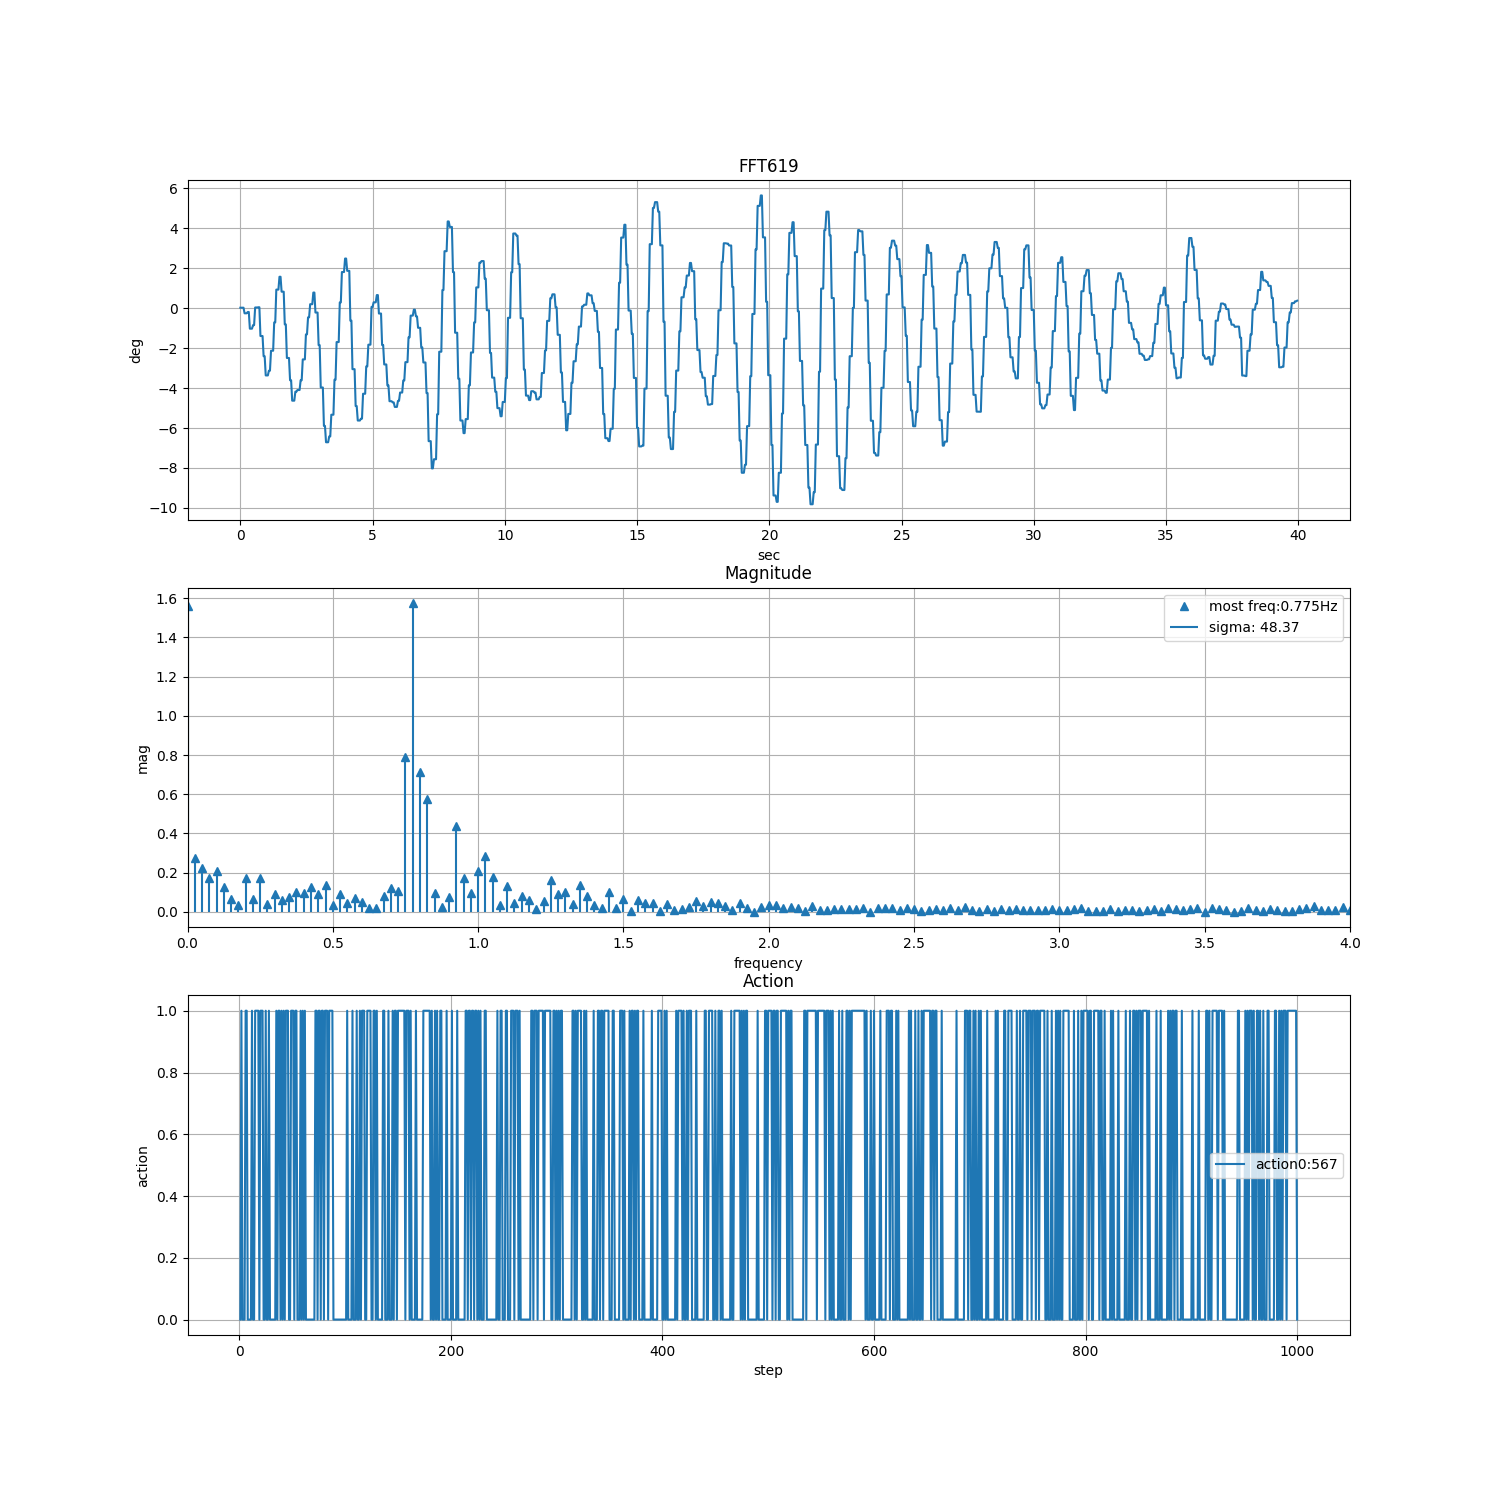 FFT619
6
4
2
0
−2
−4
−6
−8
−10
deg
0 5 10 15 20 25 30 35 40
sec
Magnitude
1.6
1.4
1.2
1.0
0.8
0.6
0.4
0.2
0.0
mag
most freq:0.775Hz
sigma: 48.37
0.0 0.5 1.0 1.5 2.0 2.5 3.0 3.5 4.0
frequency
Action
1.0
0.8
0.6
0.4
0.2
0.0
action
action0:567
0 200 400 600 800 1000
step